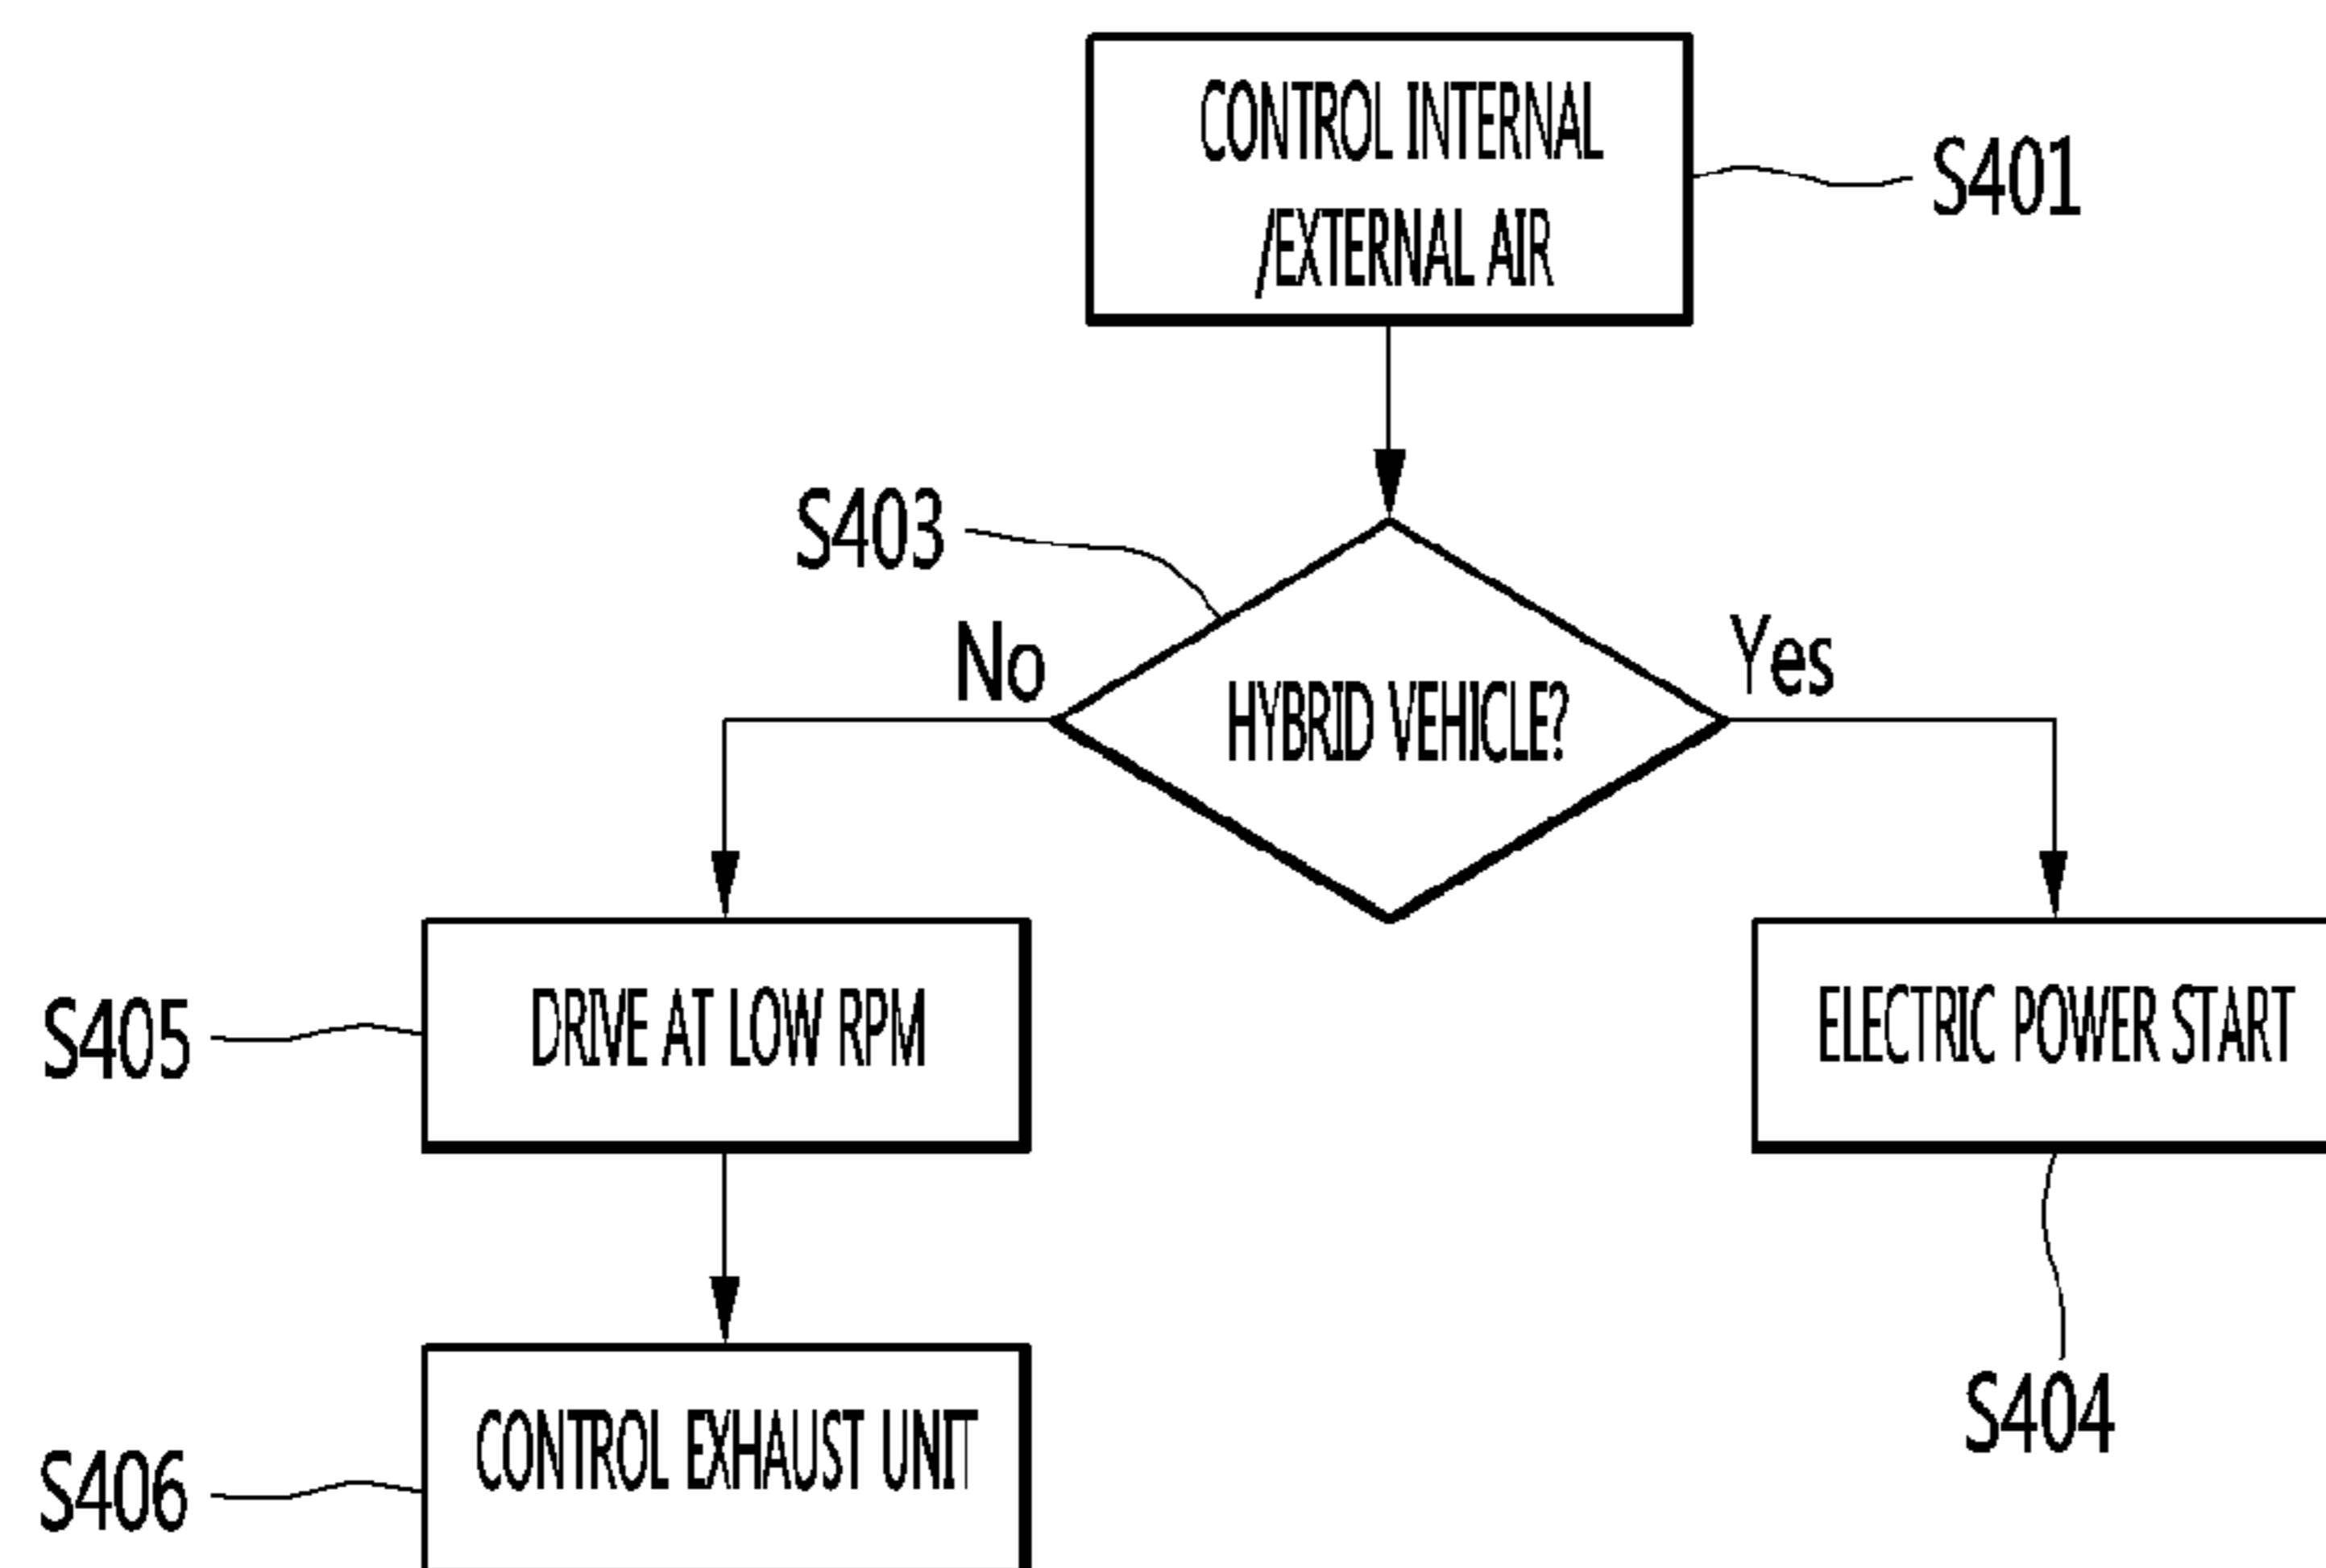 CONTROL INTERNAL
/EXTERNAL AIR
S401
S403
No
Yes
HYBRID VEHICLE?
DRIVE AT LOW RPM
S405
ELECTRIC POWER START
S404
CONTROL EXHAUST UNIT
S406